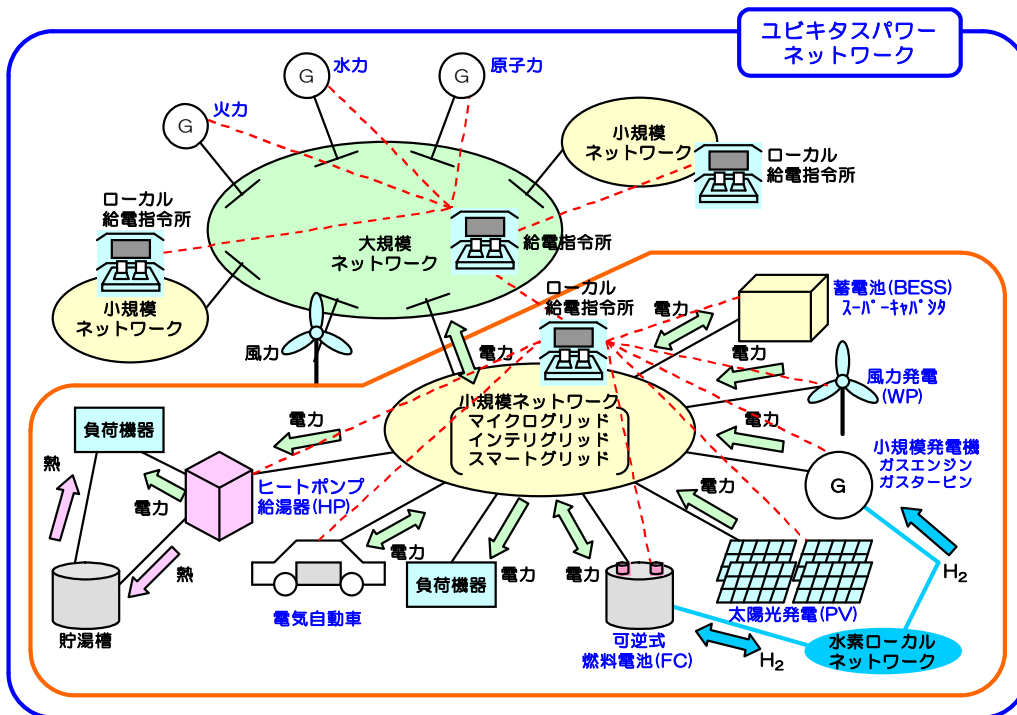 ユビキタスパワー
ネットワーク
水力
原子力
G
G
火力
G
小規模
ネットワーク
ローカル
給電指令所
ローカル
給電指令所
大規模
ネットワーク
給電指令所
小規模
ネットワーク
風力
ローカル
給電指令所
電力
蓄電池(BESS)
スーパーキャパシタ
電力
電力
風力発電
(WP)
小規模ネットワーク
マイクログリッド
インテリグリッド
スマートグリッド
電力
電力
負荷機器
熱
電力
ヒートポンプ
給湯器(HP)
小規模発電機
ガスエンジン
ガスタービン
G
電力
熱
電力
電力
電力
負荷機器
H2
貯湯槽
電気自動車
太陽光発電(PV)
可逆式
燃料電池(FC)
H2
水素ローカル
ネットワーク